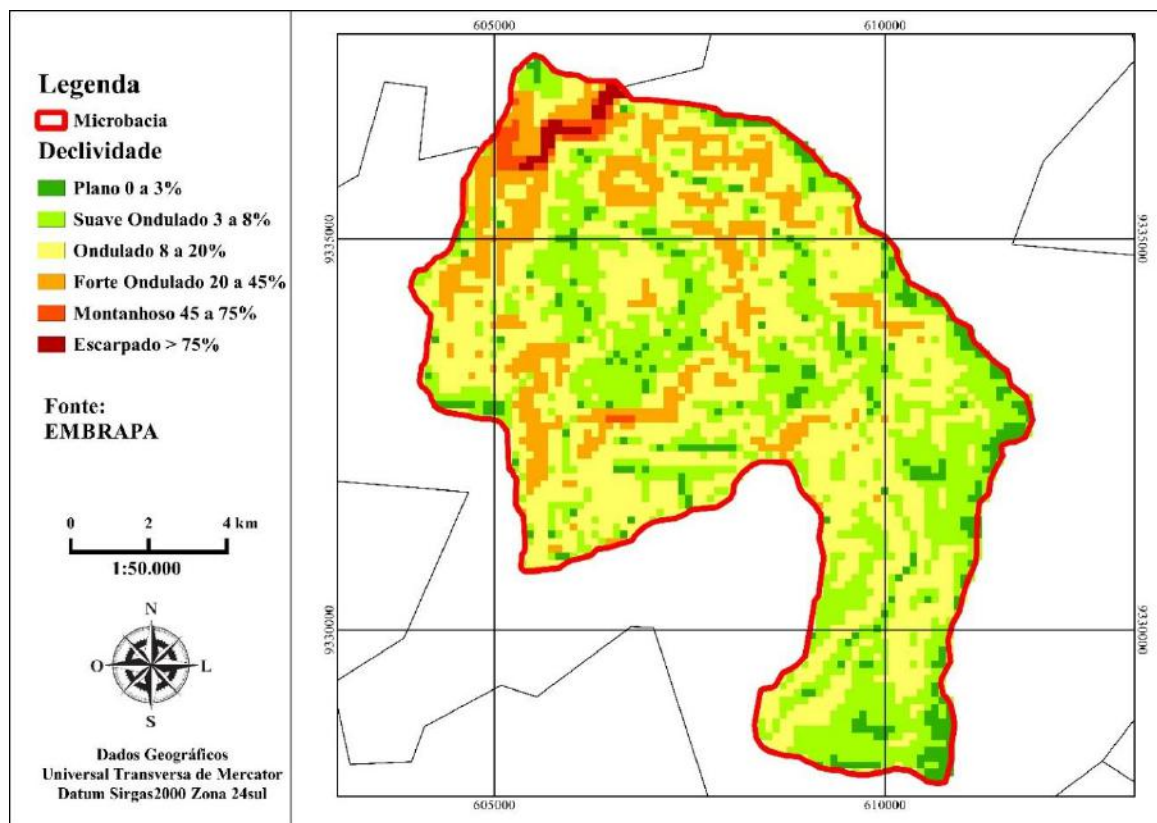 Legenda
Microbacia
Declividade
Plano 0 a 3%
Suave Ondulado 3 a 8%
Ondulado 8 a 20%
Forte Ondulado 20 a 45%
Montanhoso 45 a 75%
Escarpado > 75%
Fonte:
EMBRAPA
0 2 4 km
1:50.000
N
O L
S
Dados Geográficos
Universal Transversa de Mercator
Datum Sirgas2000 Zona 24sul
605000 610000
9335000
9330000
605000 610000